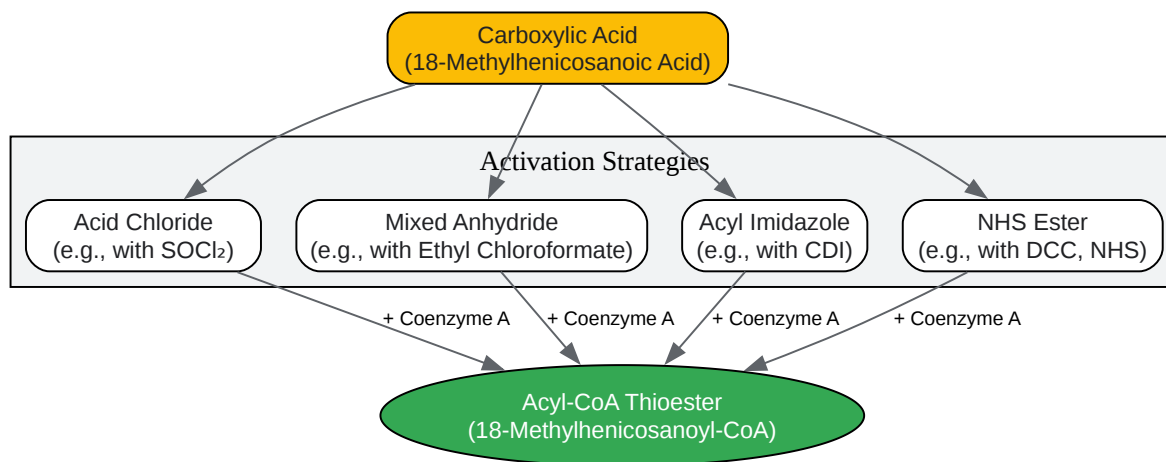 Carboxylic Acid
(18-Methylhenicosanoic Acid)
Activation Strategies
Acid Chloride
(e.g., with SOCl₂)
Mixed Anhydride
(e.g., with Ethyl Chloroformate)
Acyl Imidazole
(e.g., with CDI)
NHS Ester
(e.g., with DCC, NHS)
+ Coenzyme A
+ Coenzyme A
+ Coenzyme A
+ Coenzyme A
Acyl-CoA Thioester
(18-Methylhenicosanoyl-CoA)